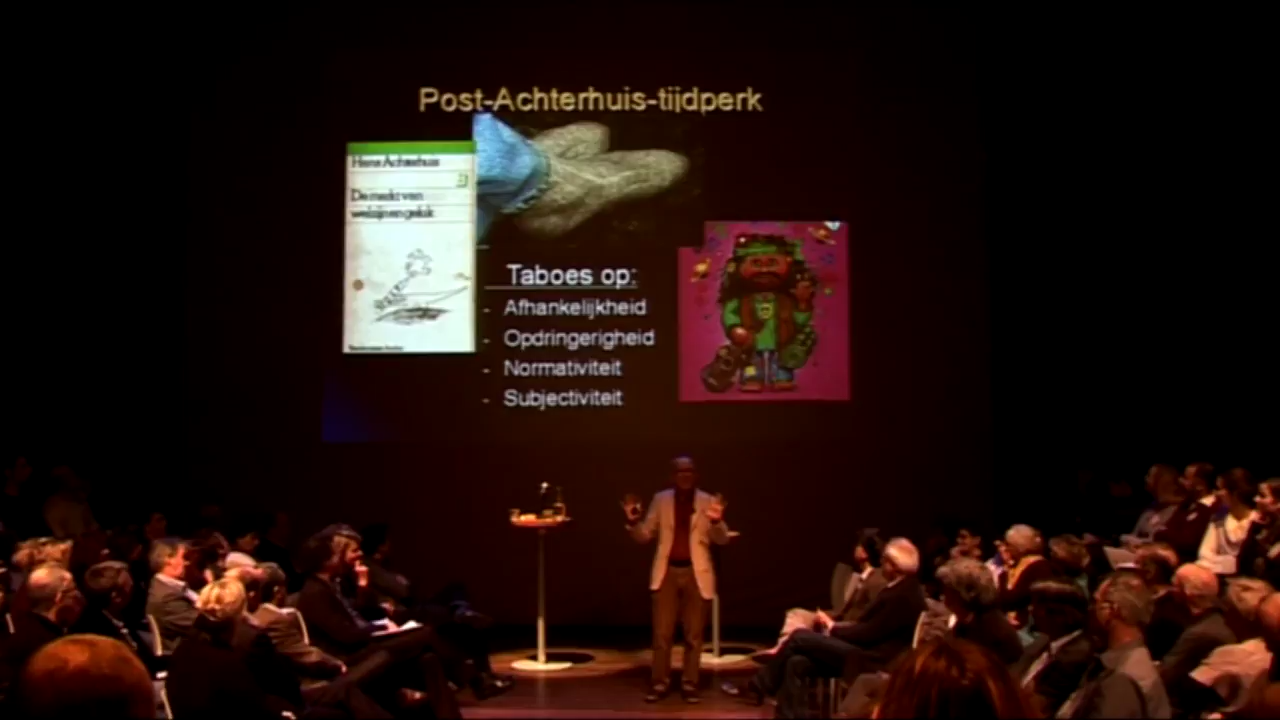 Post-Achterhuis-tijdperk
Hans Achterhuis
De markt van
welzijn en geluk
Taboes op:
- Afhankelijkheid
- Opdringerigheid
- Normativiteit
- Subjectiviteit